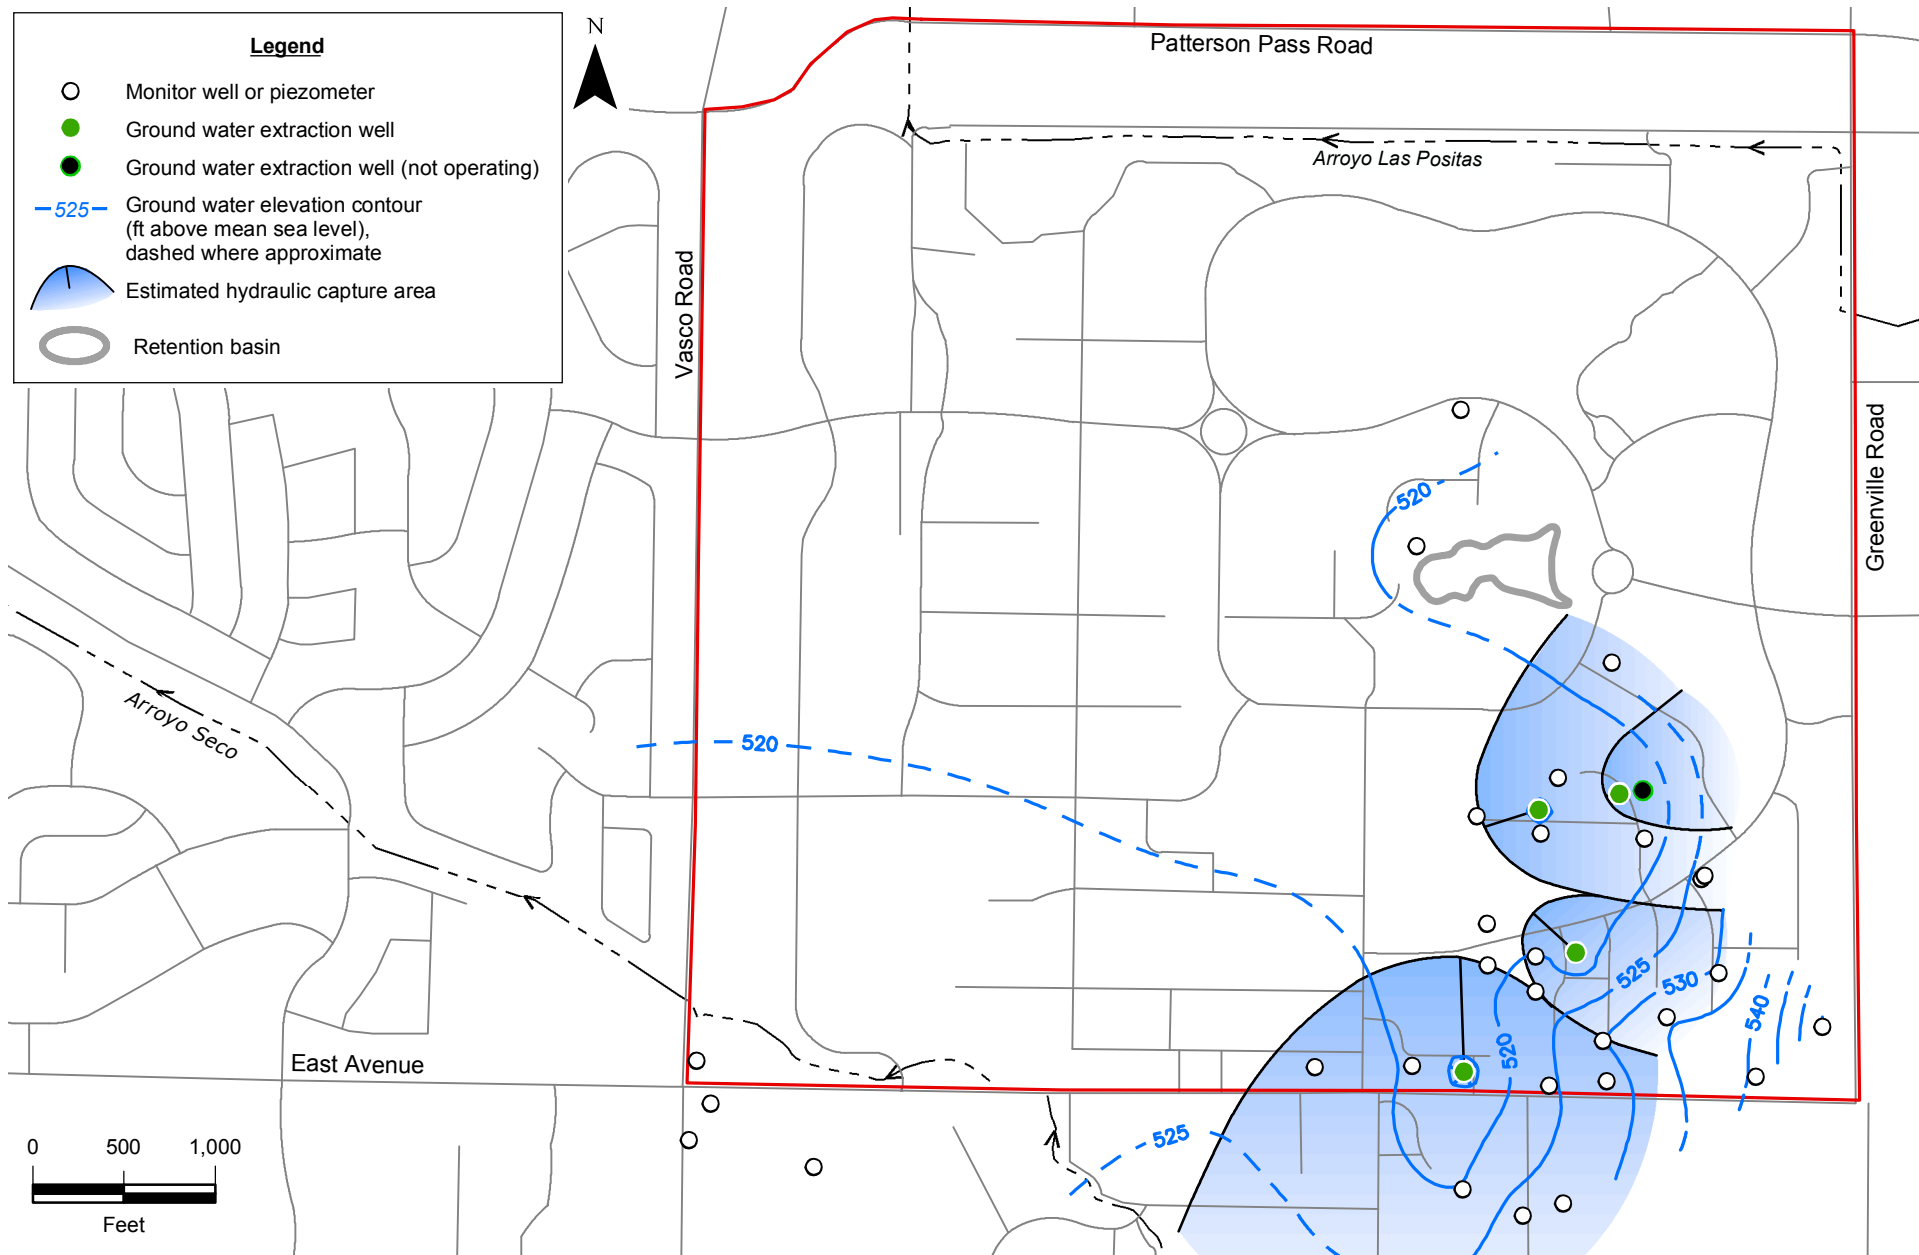 Legend
Monitor well or piezometer
Ground water extraction well
Ground water extraction well (not operating)
525
Ground water elevation contour
(ft above mean sea level),
dashed where approximate
Estimated hydraulic capture area
Retention basin
N
Patterson Pass Road
Arroyo Las Positas
Vasco Road
Greenville Road
520
Arroyo Seco
520
525
530
540
520
East Avenue
525
0 500 1,000
Feet